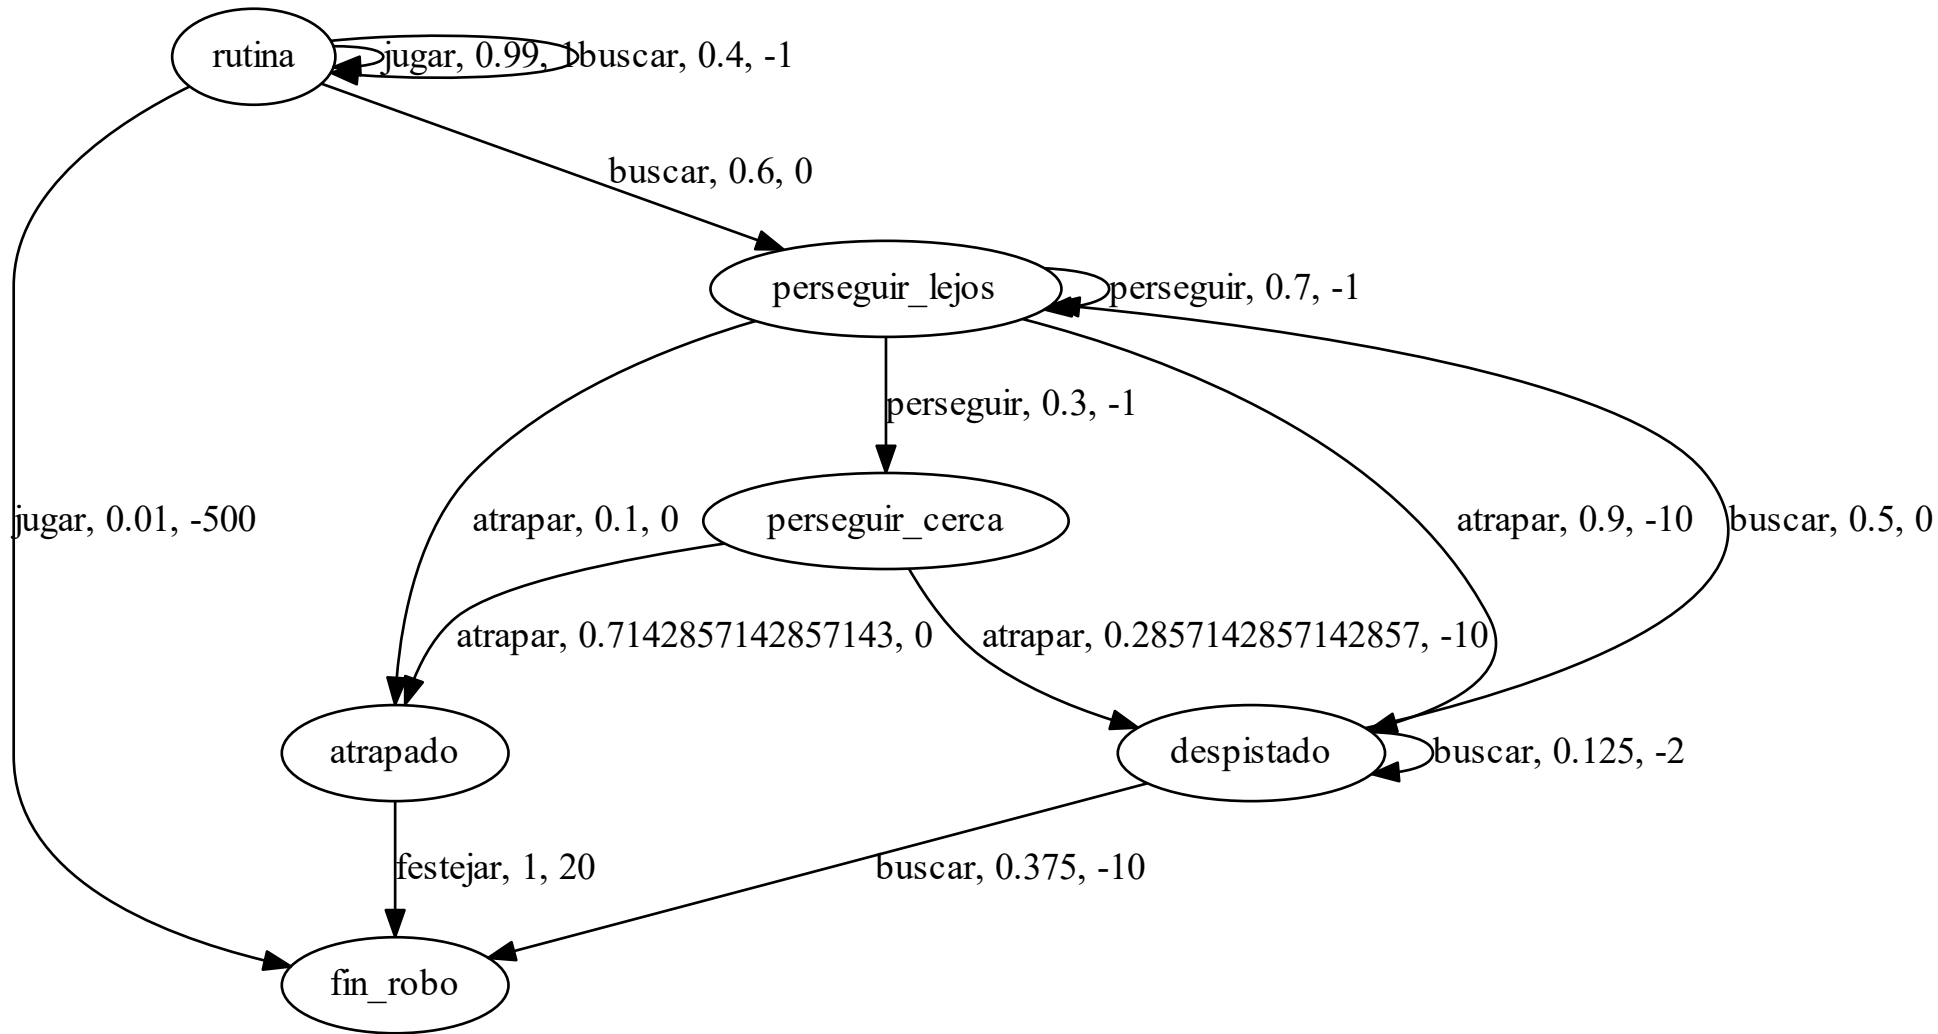 rutina
jugar, 0.99, 1
buscar, 0.4, -1
buscar, 0.6, 0
perseguir_lejos
perseguir, 0.7, -1
perseguir, 0.3, -1
jugar, 0.01, -500
atrapar, 0.1, 0
perseguir_cerca
atrapar, 0.9, -10
buscar, 0.5, 0
atrapar, 0.7142857142857143, 0
atrapar, 0.2857142857142857, -10
atrapado
despistado
buscar, 0.125, -2
festejar, 1, 20
buscar, 0.375, -10
fin_robo